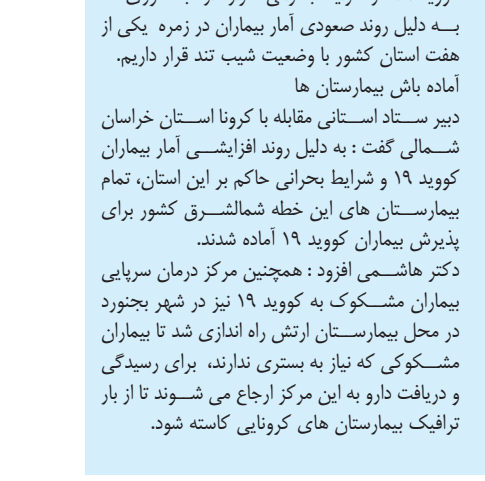 بــه دلیل روند صعودی آمار بیماران در زمره یکی از
هفت استان کشور با وضعیت شیب تند قرار داریم.
آماده باش بیمارستان ها
دبیر ســتاد اســتانی مقابله با کرونا اســتان خراسان
شــمالی گفت : به دلیل روند افزایشــی آمار بیماران
کووید ۱۹ و شرایط بحرانی حاکم بر این استان، تمام
بیمارســتان های این خطه شمالشــرق کشور برای
پذیرش بیماران کووید ۱۹ آماده شدند.
دکتر هاشــمی افزود : همچنین مرکز درمان سرپایی
بیماران مشــکوک به کووید ۱۹ نیز در شهر بجنورد
در محل بیمارســتان ارتش راه اندازی شد تا بیماران
مشــکوکی که نیاز به بستری ندارند، برای رسیدگی
و دریافت دارو به این مرکز ارجاع می شــوند تا از بار
ترافیک بیمارستان های کرونایی کاسته شود.